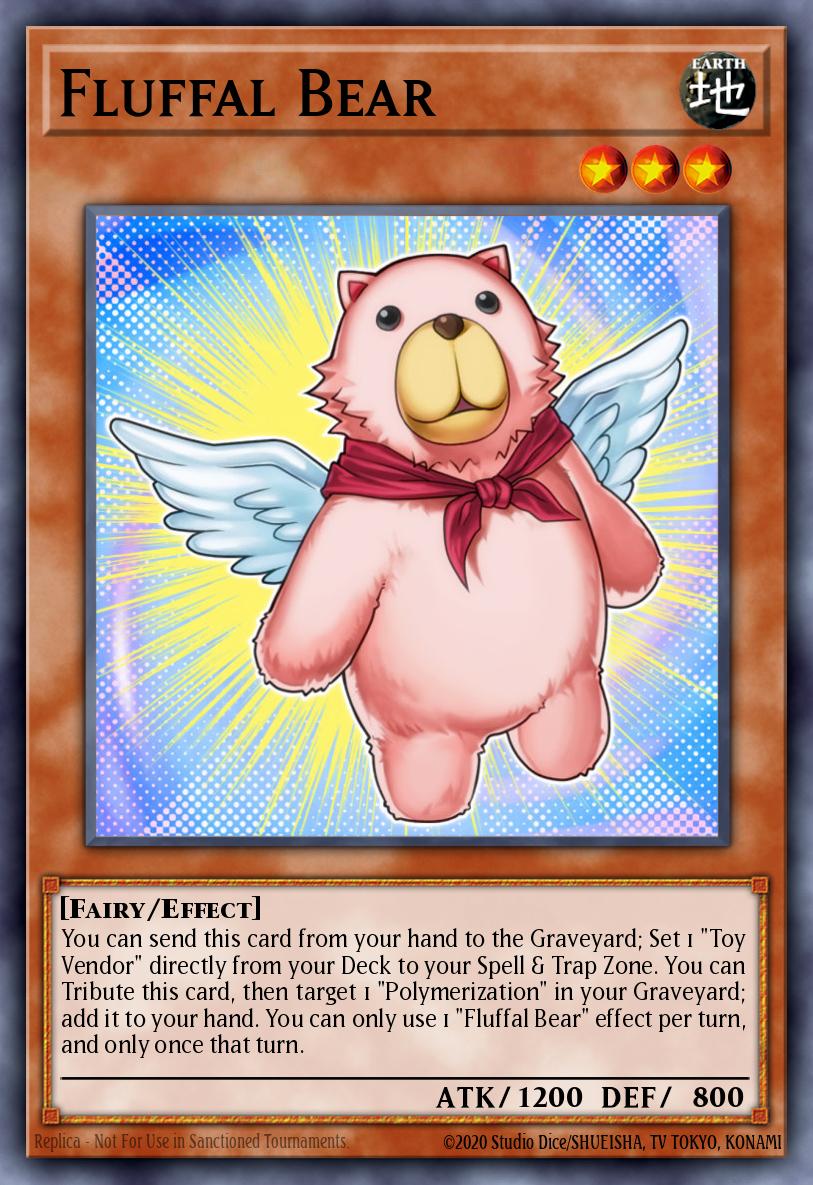 Fluffal Bear
EARTH
地
[Fairy/Effect]
You can send this card from your hand to the Graveyard; Set 1 "Toy
Vendor" directly from your Deck to your Spell & Trap Zone. You can
Tribute this card, then target 1 "Polymerization" in your Graveyard;
add it to your hand. You can only use 1 "Fluffal Bear" effect per turn,
and only once that turn.
ATK/1200 DEF/ 800
Replica - Not For Use in Sanctioned Tournaments.
©2020 Studio Dice/SHUEISHA, TV TOKYO, KONAMI